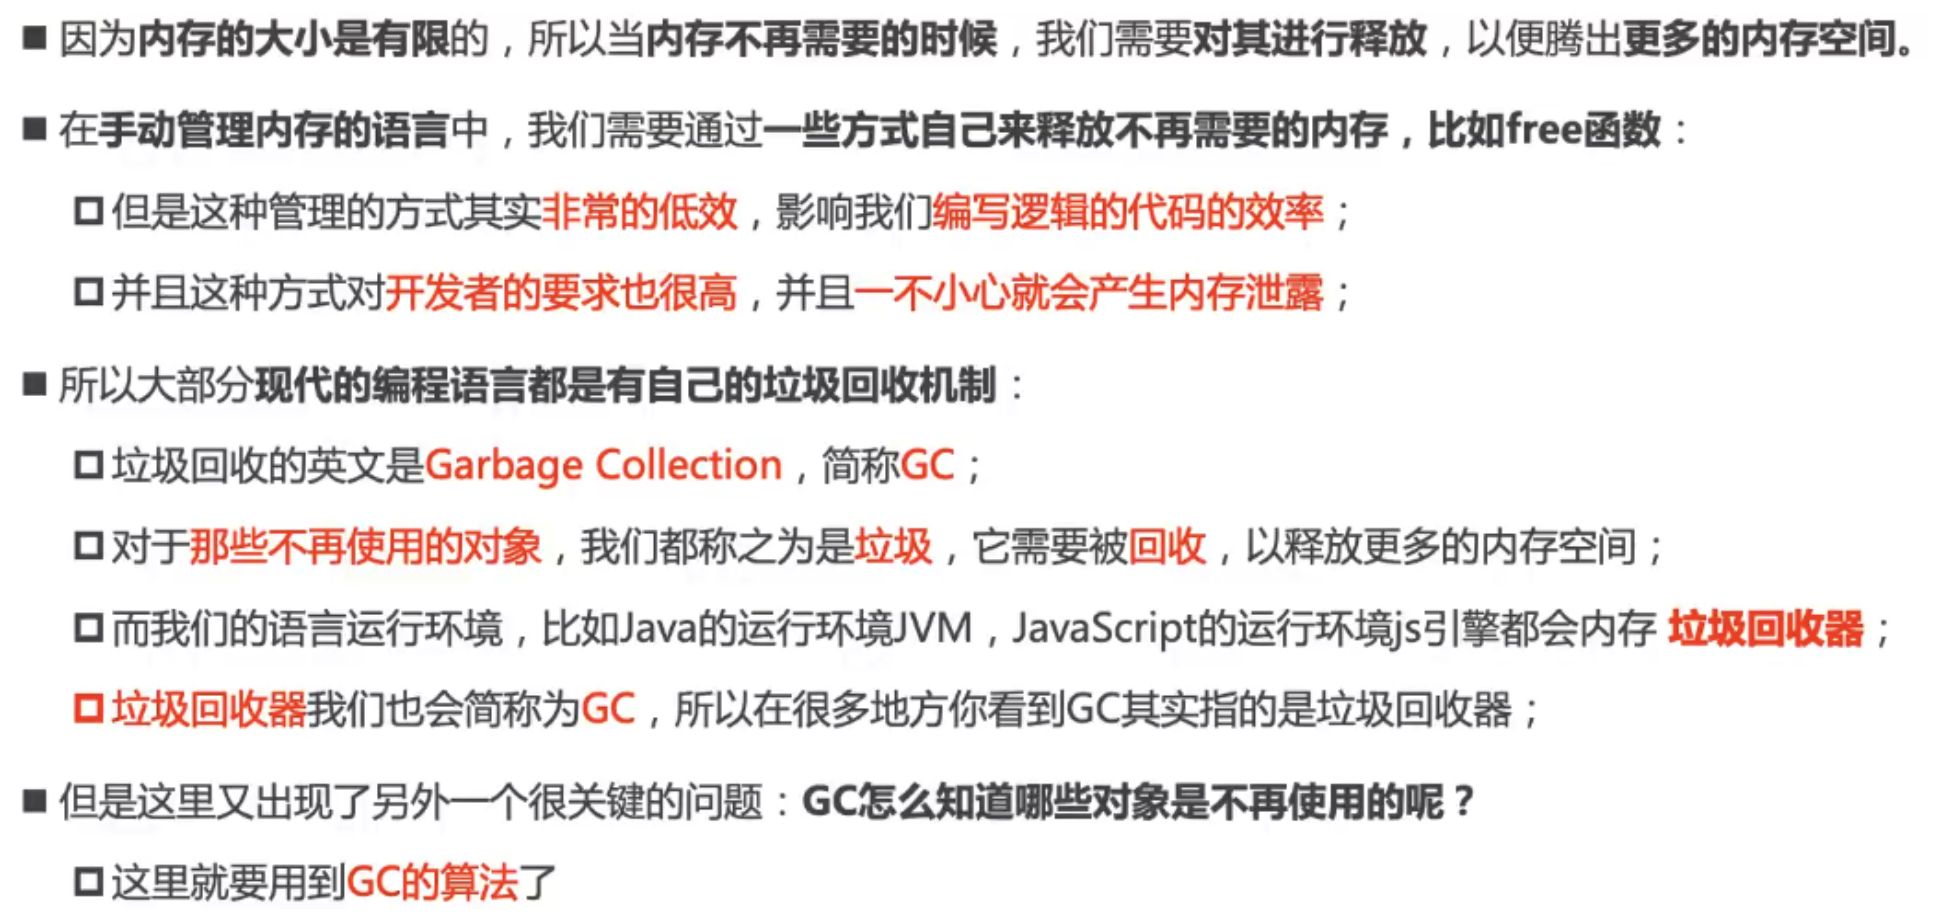 ■ 因为内存的大小是有限的，所以当内存不再需要的时候，我们需要对其进行释放，以便腾出更多的内存空间。
■ 在手动管理内存的语言中，我们需要通过一些方式自己来释放不再需要的内存，比如free函数：
□ 但是这种管理的方式其实非常的低效，影响我们编写逻辑的代码的效率；
□ 并且这种方式对开发者的要求也很高，并且一不小心就会产生内存泄露；
■ 所以大部分现代的编程语言都是有自己的垃圾回收机制：
□ 垃圾回收的英文是Garbage Collection，简称GC；
□ 对于那些不再使用的对象，我们都称之为是垃圾，它需要被回收，以释放更多的内存空间；
□ 而我们的语言运行环境，比如Java的运行环境JVM，JavaScript的运行环境js引擎都会内存 垃圾回收器；
□ 垃圾回收器我们也会简称为GC，所以在很多地方你看到GC其实指的是垃圾回收器；
■ 但是这里又出现了另外一个很关键的问题：GC怎么知道哪些对象是不再使用的呢？
□ 这里就要用到GC的算法了